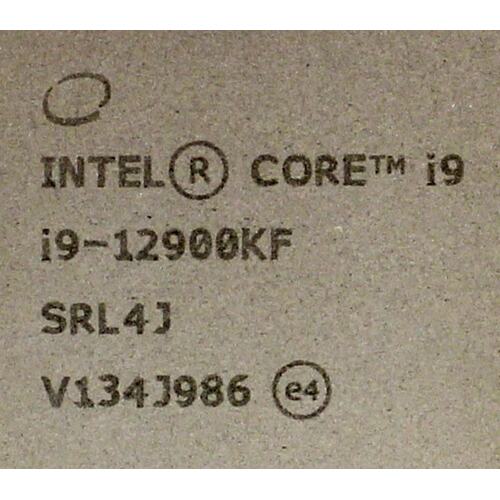 INTEL® CORE™ i9
i9-12900KF
SRL4J
V134J986 e4